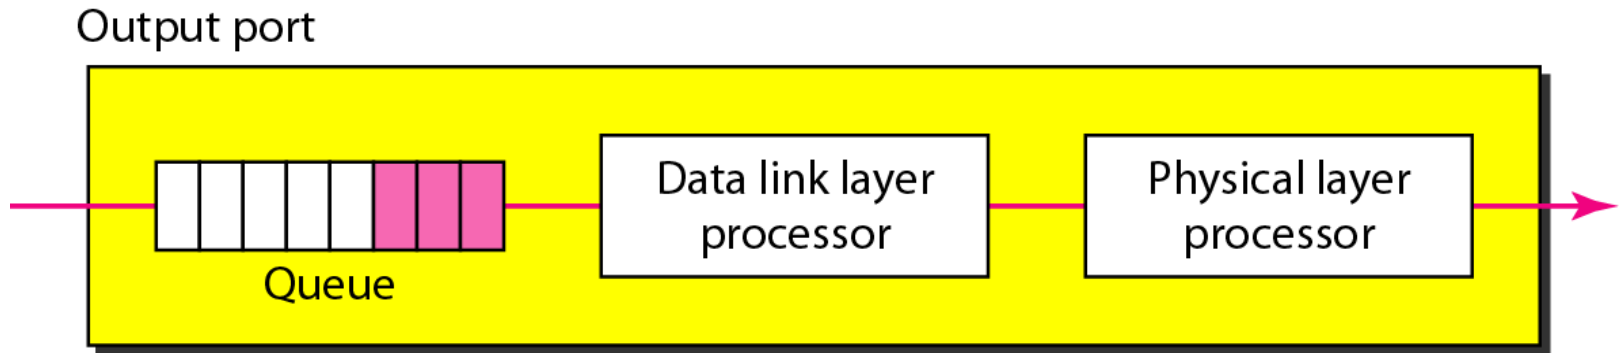 Output port
Data link layer
processor
Physical layer
processor
Queue